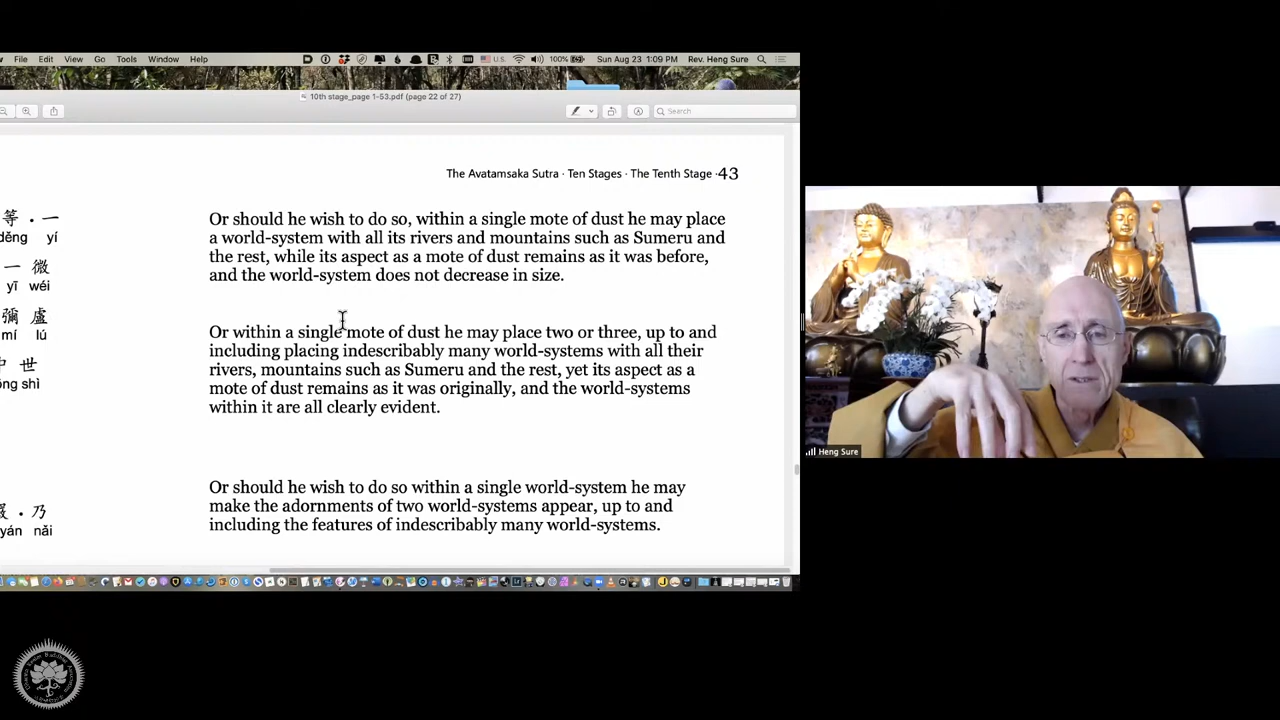 File Edit View Go Tools Window Help
U.S. 100% Sun Aug 23 1:09 PM Rev. Heng Sure
10th stage_page 1-53.pdf (page 22 of 27)
Search
The Avatamsaka Sutra · Ten Stages · The Tenth Stage ·43
等 · 一
děng yí
一 微
yī wéi
彌 盧
mí lú
世
shì
Or should he wish to do so, within a single mote of dust he may place
a world-system with all its rivers and mountains such as Sumeru and
the rest, while its aspect as a mote of dust remains as it was before,
and the world-system does not decrease in size.
Or within a single mote of dust he may place two or three, up to and
including placing indescribably many world-systems with all their
rivers, mountains such as Sumeru and the rest, yet its aspect as a
mote of dust remains as it was originally, and the world-systems
within it are all clearly evident.
· 乃
yán nǎi
Or should he wish to do so within a single world-system he may
make the adornments of two world-systems appear, up to and
including the features of indescribably many world-systems.
Heng Sure